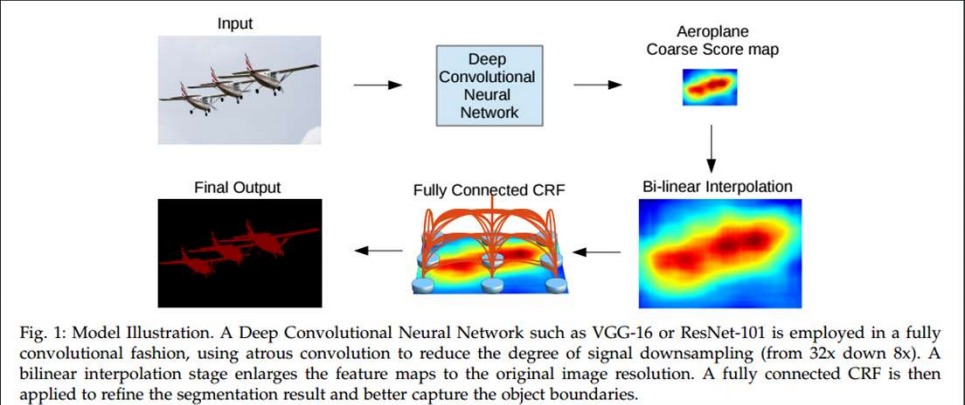 Input
Deep
Convolutional
Neural
Network
Aeroplane
Coarse Score map
Final Output
Fully Connected CRF
Bi-linear Interpolation
Fig. 1: Model Illustration. A Deep Convolutional Neural Network such as VGG-16 or ResNet-101 is employed in a fully
convolutional fashion, using atrous convolution to reduce the degree of signal downsampling (from 32x down 8x). A
bilinear interpolation stage enlarges the feature maps to the original image resolution. A fully connected CRF is then
applied to refine the segmentation result and better capture the object boundaries.